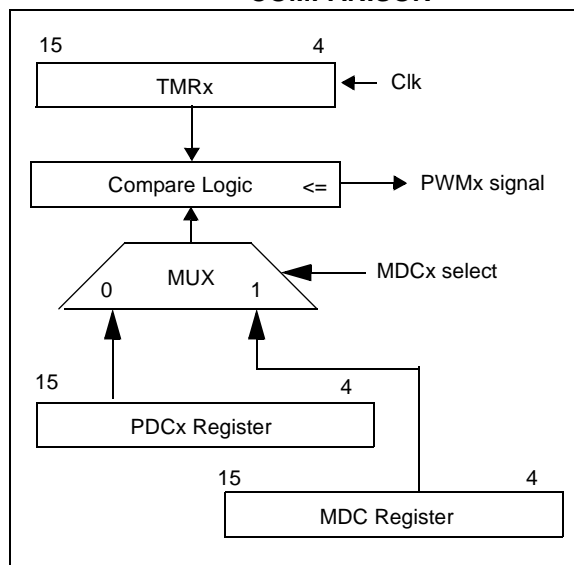 15 4
TMRx
Clk
Compare Logic <=
PWMx signal
MUX
MDCx select
0 1
15 4
PDCx Register
15 4
MDC Register